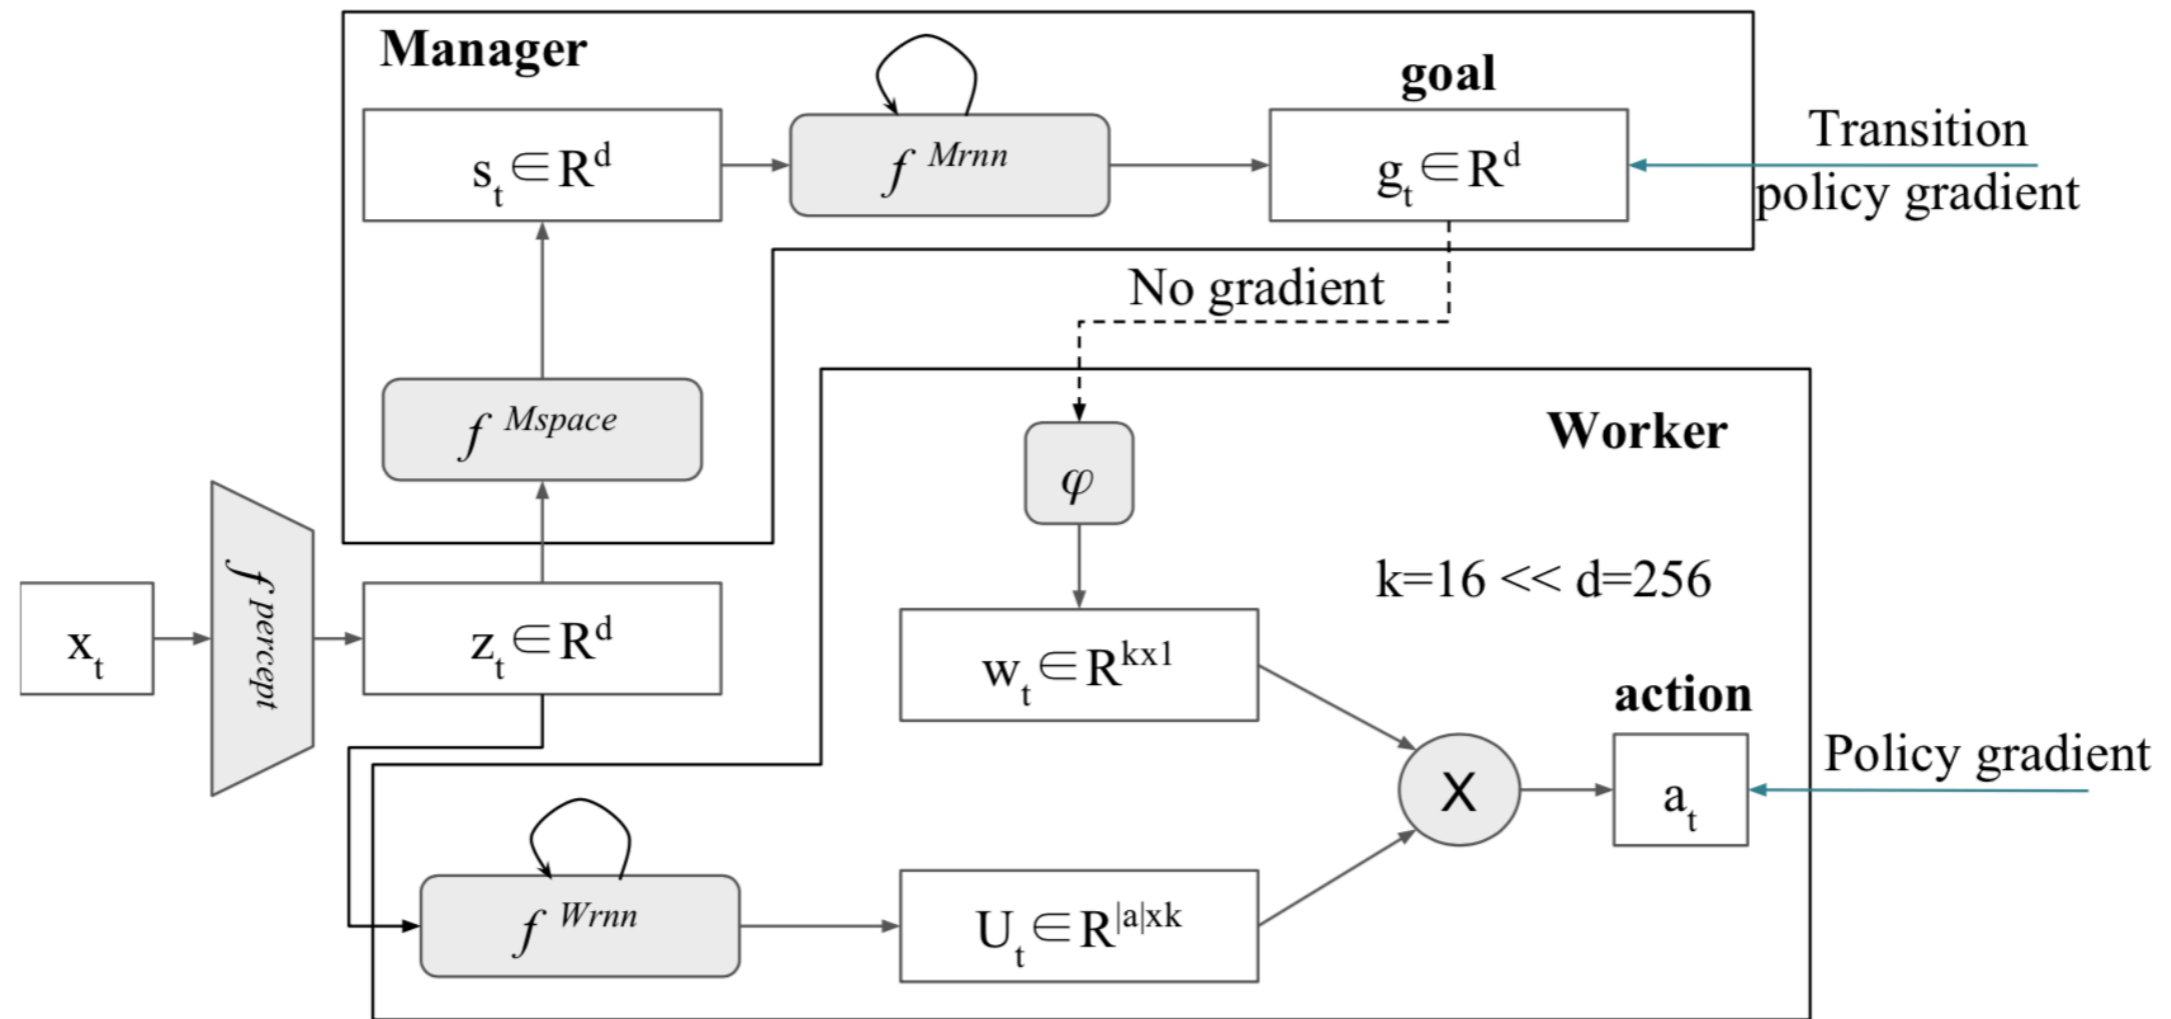 Manager
goal
s_t ∈ R^d
f^Mrnn
g_t ∈ R^d
Transition
policy gradient
No gradient
f^Mspace
Worker
φ
k=16 << d=256
x_t
f^percept
z_t ∈ R^d
w_t ∈ R^kx1
action
X
a_t
Policy gradient
f^Wrnn
U_t ∈ R^|a|xk